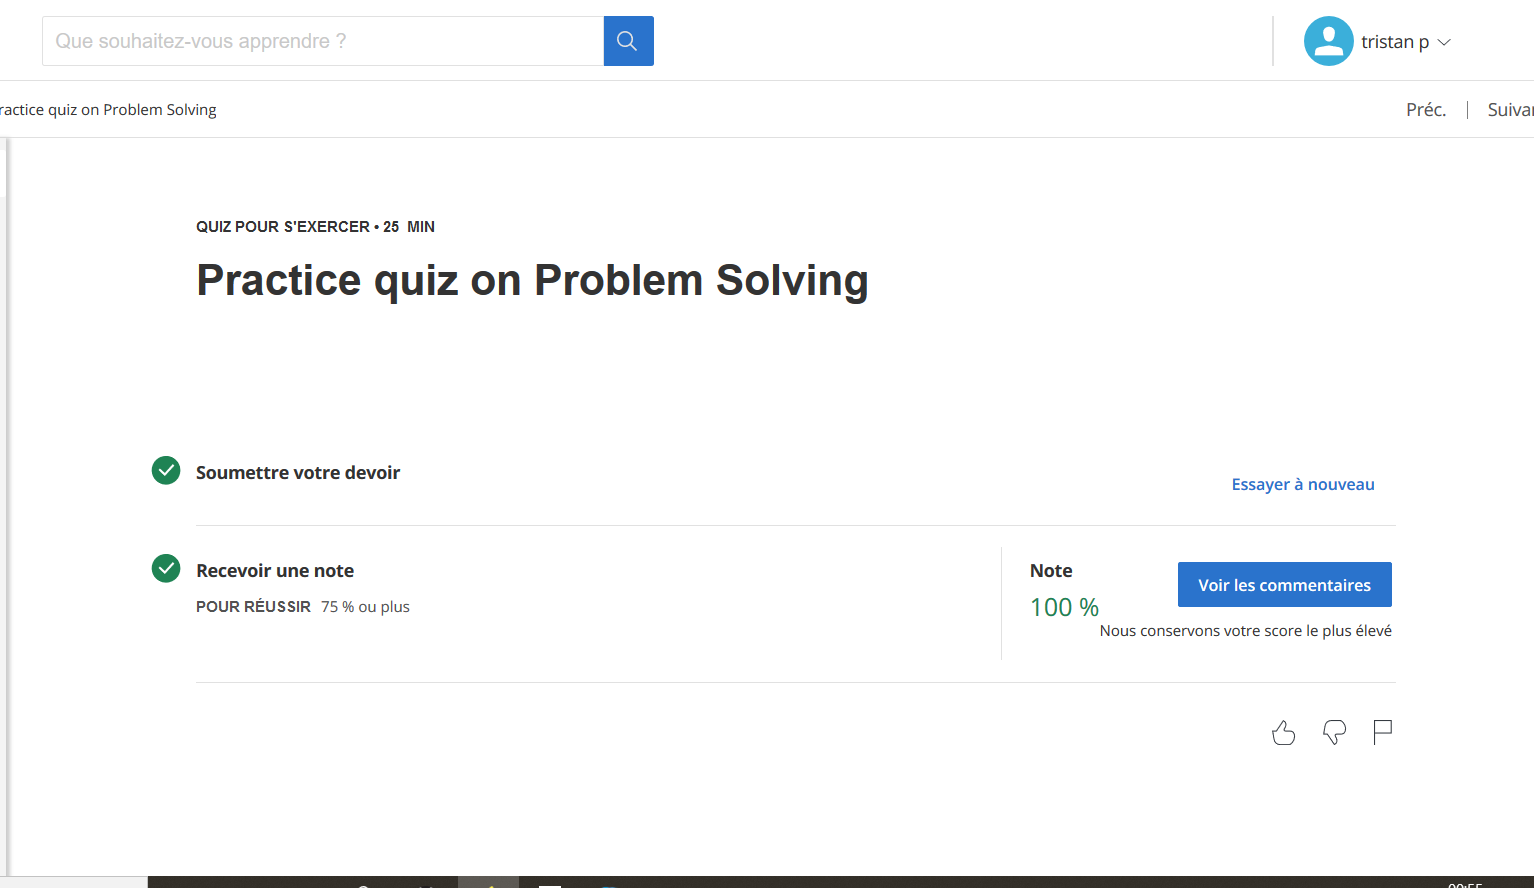 Que souhaitez-vous apprendre ?
tristan p
ractice quiz on Problem Solving
Préc.
Suivan
QUIZ POUR S'EXERCER • 25 MIN
Practice quiz on Problem Solving
Soumettre votre devoir
Essayer à nouveau
Recevoir une note
POUR RÉUSSIR 75 % ou plus
Note
100 %
Voir les commentaires
Nous conservons votre score le plus élevé